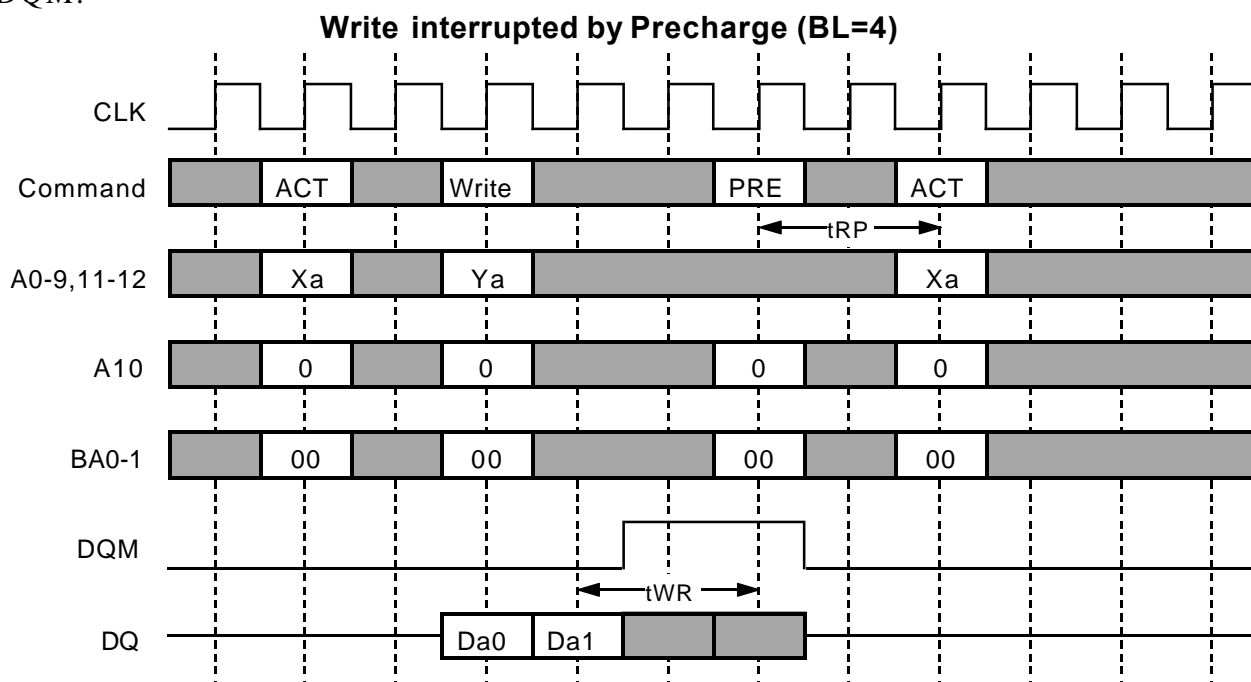 DQM.
Write interrupted by Precharge (BL=4)
CLK
Command ACT Write PRE ACT
tRP
A0-9,11-12 Xa Ya Xa
A10 0 0 0 0
BA0-1 00 00 00 00
DQM
tWR
DQ Da0 Da1